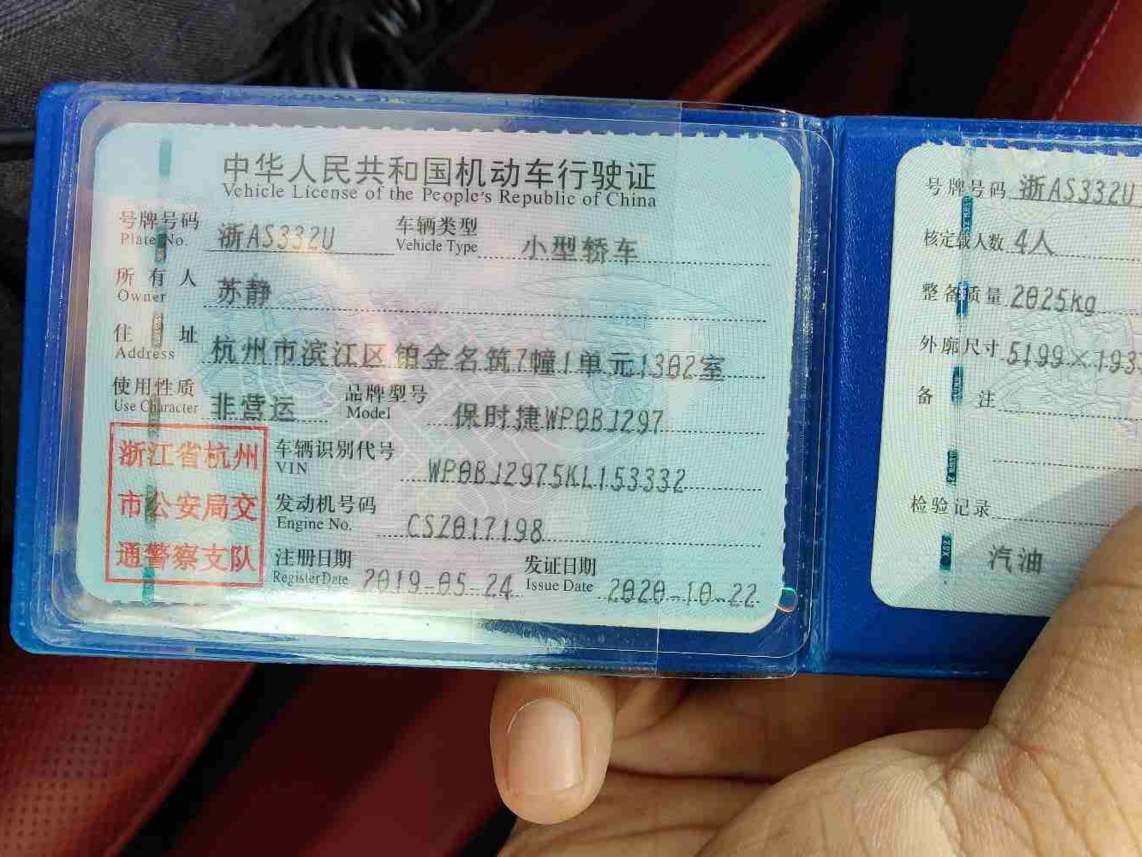 中华人民共和国机动车行驶证
Vehicle License of the People's Republic of China
号牌号码 浙AS332U 车辆类型 小型轿车
Plate No. Vehicle Type
所有人 苏静
Owner
住址 杭州市滨江区铂金名筑7幢1单元1302室
Address
使用性质 非营运 品牌型号 保时捷WP0BJ297
Use Character Model
浙江省杭州
市公安局交
通警察支队
车辆识别代号 WP0BJ2975KL153332
VIN
发动机号码 CSZ017198
Engine No.
注册日期 2019-05-24 发证日期 2020-10-22
Register Date Issue Date
号牌号码 浙AS332U
核定载人数 4人
整备质量 2025kg
外廓尺寸 5199×193
备注
检验记录
汽油